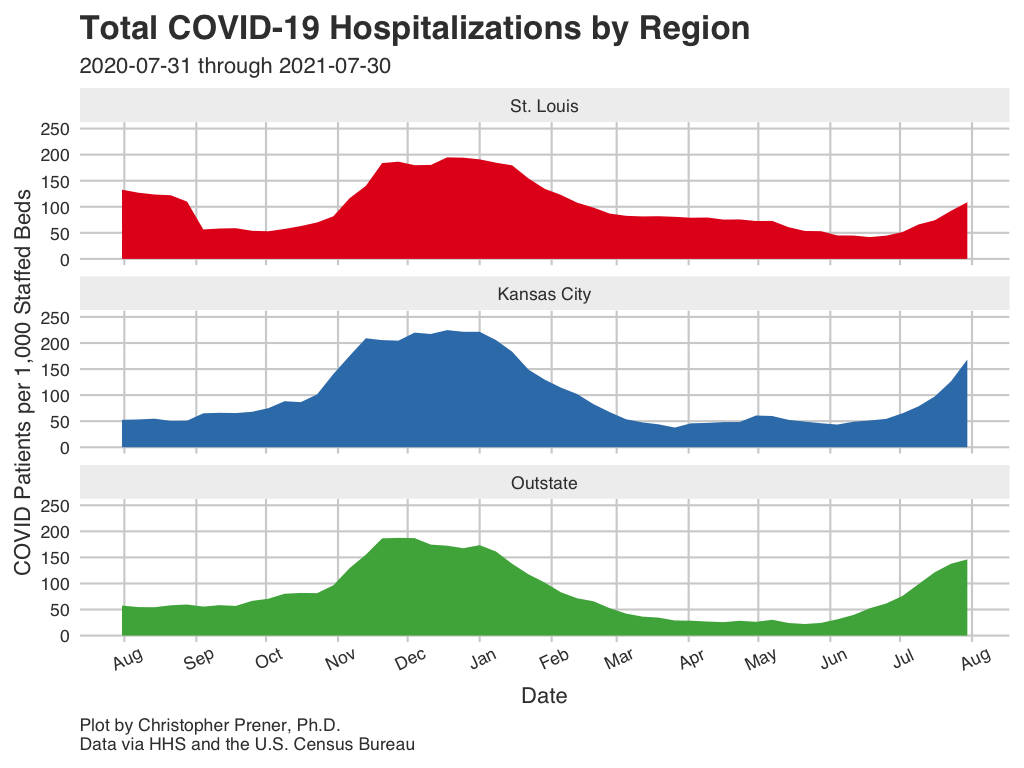 Total COVID-19 Hospitalizations by Region
2020-07-31 through 2021-07-30
St. Louis
250
200
150
100
50
0
Kansas City
250
200
150
100
50
0
Outstate
250
200
150
100
50
0
COVID Patients per 1,000 Staffed Beds
Aug Sep Oct Nov Dec Jan Feb Mar Apr May Jun Jul Aug
Date
Plot by Christopher Prener, Ph.D.
Data via HHS and the U.S. Census Bureau